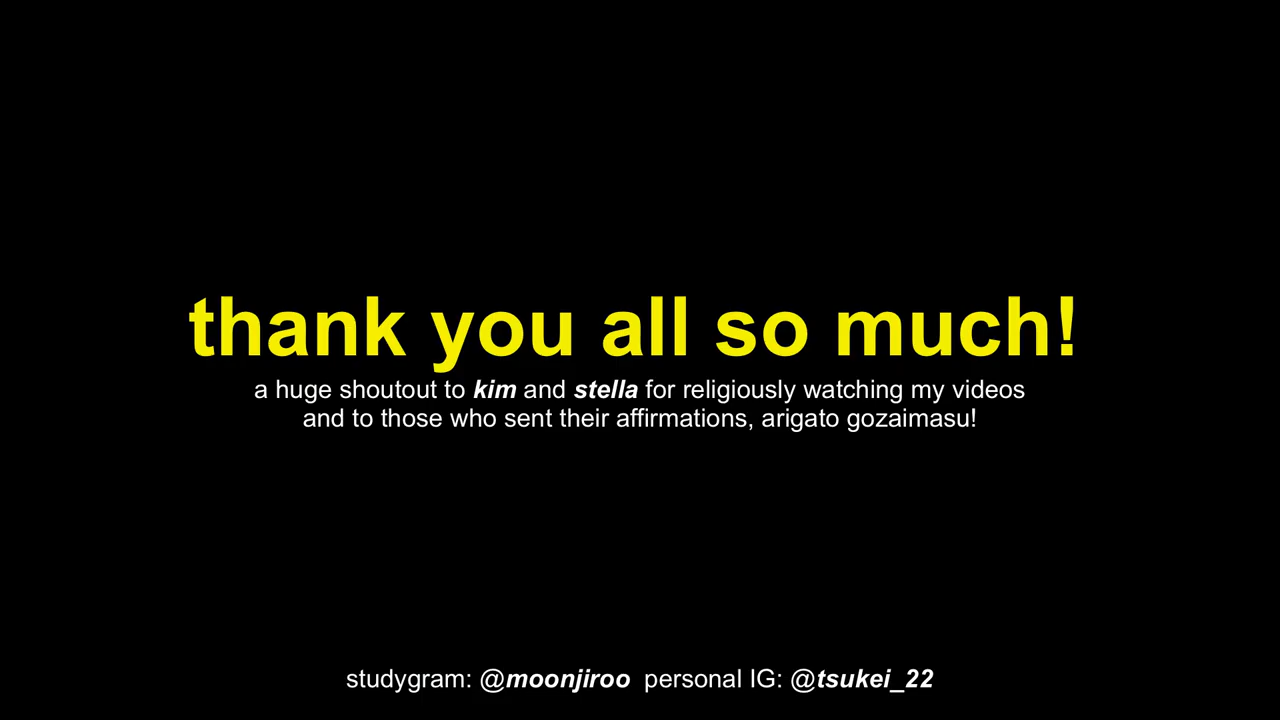 thank you all so much!
a huge shoutout to kim and stella for religiously watching my videos
and to those who sent their affirmations, arigato gozaimasu!
studygram: @moonjiroo  personal IG: @tsukei_22